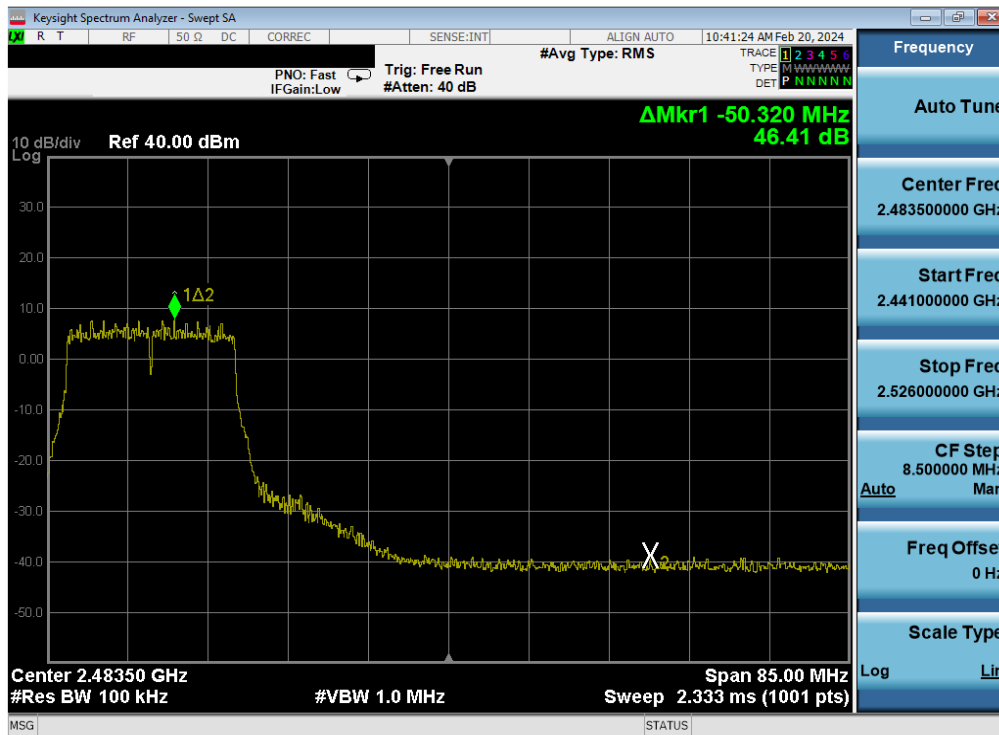 Keysight Spectrum Analyzer - Swept SA
LXI R T RF 50 Ω DC CORREC SENSE:INT ALIGN AUTO 10:41:24 AM Feb 20, 2024
#Avg Type: RMS
TRACE 1 2 3 4 5 6
TYPE M WWWWW
DET P N N N N N
PNO: Fast
IFGain:Low
Trig: Free Run
#Atten: 40 dB
ΔMkr1 -50.320 MHz
46.41 dB
10 dB/div Ref 40.00 dBm
Log
30.0
20.0
10.0
0.00
-10.0
-20.0
-30.0
-40.0
-50.0
1Δ2
X2
Center 2.48350 GHz
Span 85.00 MHz
#Res BW 100 kHz
#VBW 1.0 MHz
Sweep 2.333 ms (1001 pts)
MSG
STATUS
Frequency
Auto Tune
Center Freq
2.483500000 GHz
Start Freq
2.441000000 GHz
Stop Freq
2.526000000 GHz
CF Step
8.500000 MHz
Auto Man
Freq Offset
0 Hz
Scale Type
Log Lin